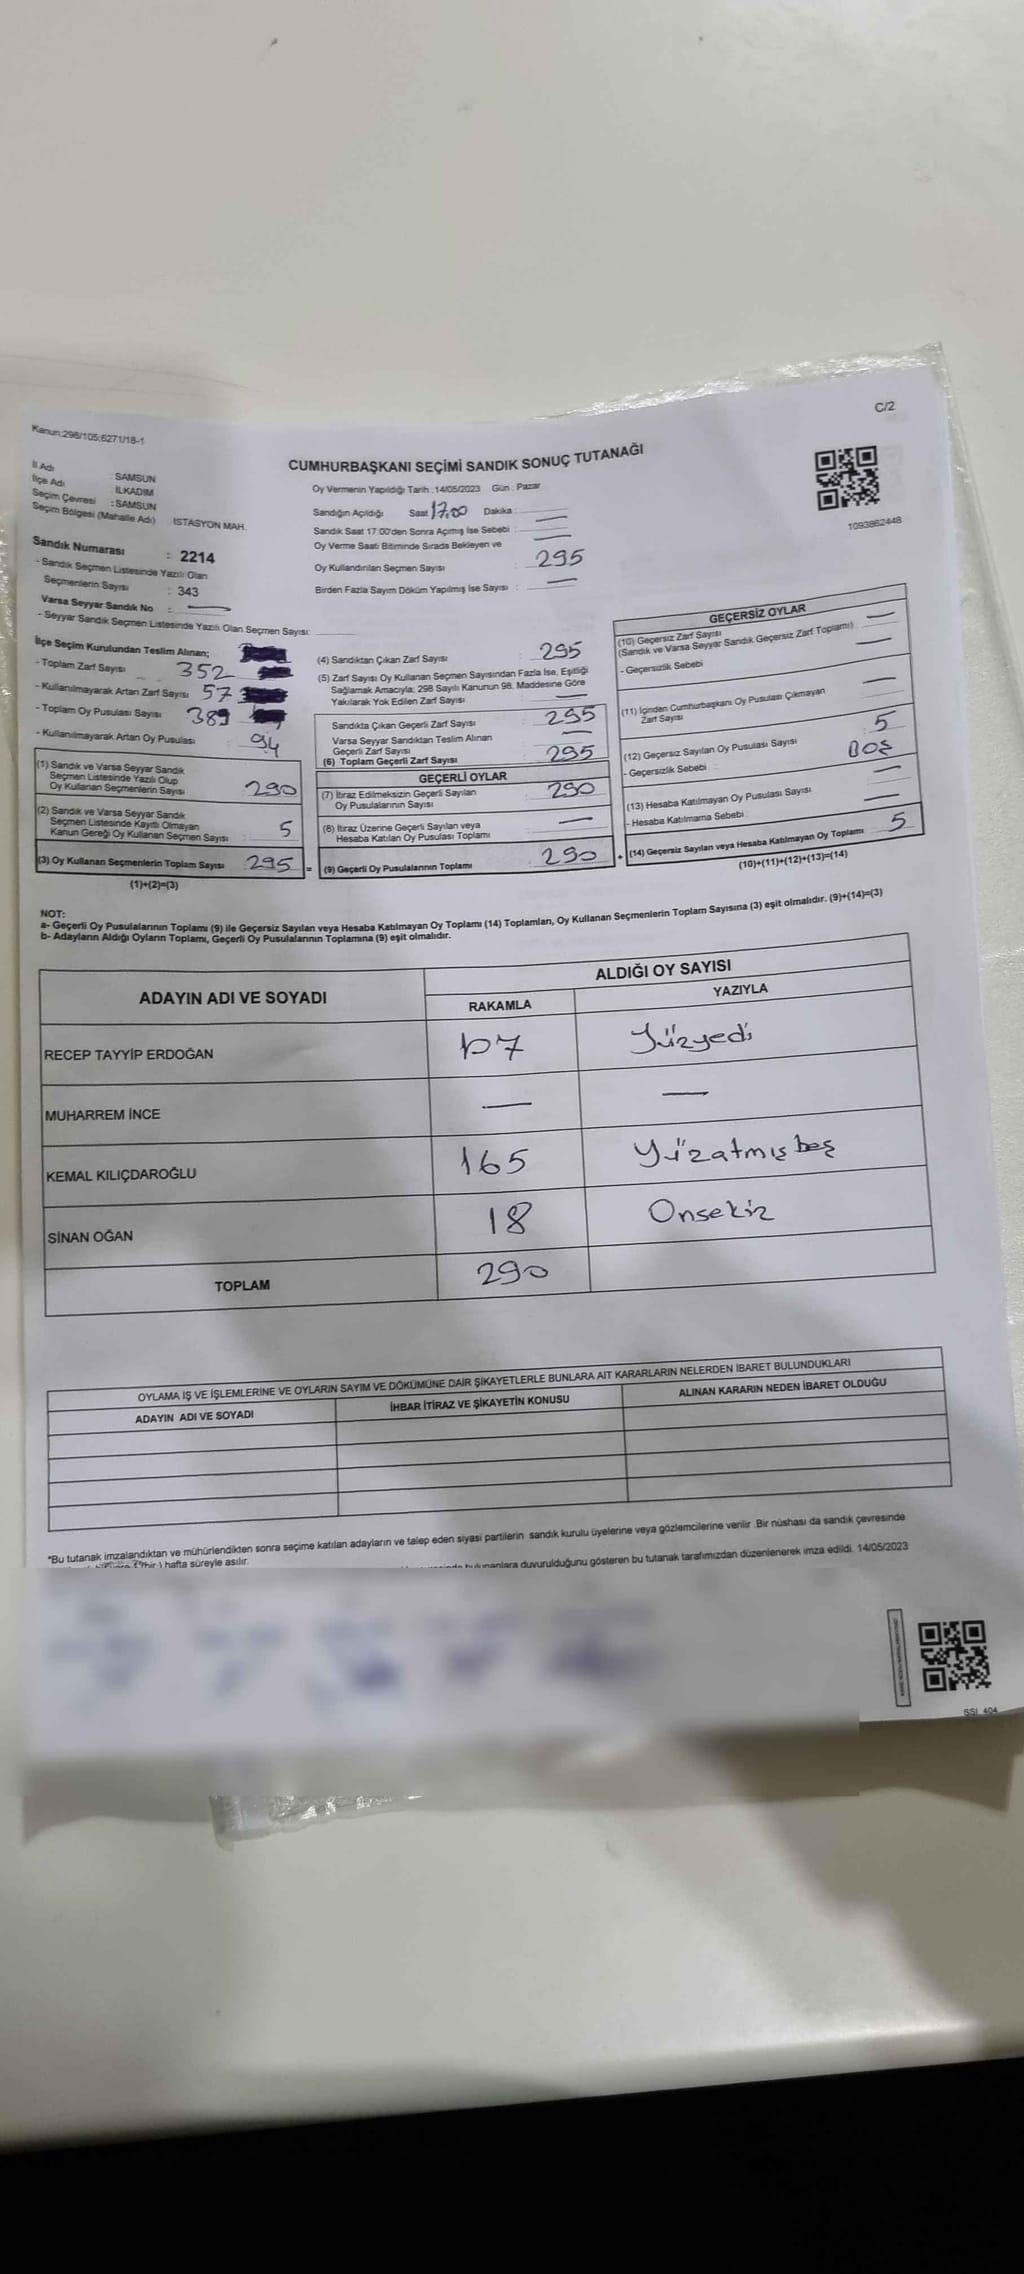 Kanun:298/105;6271/18-1
C/2
CUMHURBAŞKANI SEÇİMİ SANDIK SONUÇ TUTANAĞI
İl Adı : SAMSUN
İlçe Adı : İLKADIM
Seçim Çevresi : SAMSUN
Seçim Bölgesi (Mahalle Adı) : İSTASYON MAH.
Oy Vermenin Yapıldığı Tarih : 14/05/2023 Gün : Pazar
Sandığın Açıldığı Saat 17.00 Dakika :
Sandık Saat 17:00'den Sonra Açılmış İse Sebebi : —
Oy Verme Saati Bitiminde Sırada Bekleyen ve —
Oy Kullandırılan Seçmen Sayısı : 295
Birden Fazla Sayım Döküm Yapılmış İse Sayısı : —
1093862448
Sandık Numarası : 2214
- Sandık Seçmen Listesinde Yazılı Olan
Seçmenlerin Sayısı : 343
Varsa Seyyar Sandık No : —
- Seyyar Sandık Seçmen Listesinde Yazılı Olan Seçmen Sayısı:
İlçe Seçim Kurulundan Teslim Alınan;
- Toplam Zarf Sayısı 352
- Kullanılmayarak Artan Zarf Sayısı 57
- Toplam Oy Pusulası Sayısı 389
- Kullanılmayarak Artan Oy Pusulası : 94
(1) Sandık ve Varsa Seyyar Sandık
Seçmen Listesinde Yazılı Olup
Oy Kullanan Seçmenlerin Sayısı : 290
(2) Sandık ve Varsa Seyyar Sandık
Seçmen Listesinde Kayıtlı Olmayan
Kanun Gereği Oy Kullanan Seçmen Sayısı : 5
(3) Oy Kullanan Seçmenlerin Toplam Sayısı : 295 =
(1)+(2)=(3)
(4) Sandıktan Çıkan Zarf Sayısı : 295
(5) Zarf Sayısı Oy Kullanan Seçmen Sayısından Fazla İse, Eşitliği
Sağlamak Amacıyla; 298 Sayılı Kanunun 98. Maddesine Göre
Yakılarak Yok Edilen Zarf Sayısı : —
Sandıkta Çıkan Geçerli Zarf Sayısı : 295
Varsa Seyyar Sandıktan Teslim Alınan
Geçerli Zarf Sayısı : —
(6) Toplam Geçerli Zarf Sayısı : 295
GEÇERLİ OYLAR
(7) İtiraz Edilmeksizin Geçerli Sayılan
Oy Pusulalarının Sayısı : 290
(8) İtiraz Üzerine Geçerli Sayılan veya
Hesaba Katılan Oy Pusulası Toplamı : —
(9) Geçerli Oy Pusulalarının Toplamı : 290 +
GEÇERSİZ OYLAR
(10) Geçersiz Zarf Sayısı : —
(Sandık ve Varsa Seyyar Sandık Geçersiz Zarf Toplamı)
- Geçersizlik Sebebi : —
(11) İçinden Cumhurbaşkanı Oy Pusulası Çıkmayan
Zarf Sayısı : —
(12) Geçersiz Sayılan Oy Pusulası Sayısı : 5
- Geçersizlik Sebebi : BOŞ
(13) Hesaba Katılmayan Oy Pusulası Sayısı : —
- Hesaba Katılmama Sebebi : —
(14) Geçersiz Sayılan veya Hesaba Katılmayan Oy Toplamı : 5
(10)+(11)+(12)+(13)=(14)
NOT:
a- Geçerli Oy Pusulalarının Toplamı (9) ile Geçersiz Sayılan veya Hesaba Katılmayan Oy Toplamı (14) Toplamları, Oy Kullanan Seçmenlerin Toplam Sayısına (3) eşit olmalıdır. (9)+(14)=(3)
b- Adayların Aldığı Oyların Toplamı, Geçerli Oy Pusulalarının Toplamına (9) eşit olmalıdır.
ADAYIN ADI VE SOYADI
ALDIĞI OY SAYISI
RAKAMLA YAZIYLA
RECEP TAYYİP ERDOĞAN 107 Yüzyedi
MUHARREM İNCE — —
KEMAL KILIÇDAROĞLU 165 Yüzatmışbeş
SİNAN OĞAN 18 Onsekiz
TOPLAM 290
OYLAMA İŞ VE İŞLEMLERİNE VE OYLARIN SAYIM VE DÖKÜMÜNE DAİR ŞİKAYETLERLE BUNLARA AİT KARARLARIN NELERDEN İBARET BULUNDUKLARI
ADAYIN ADI VE SOYADI İHBAR İTİRAZ VE ŞİKAYETİN KONUSU ALINAN KARARIN NEDEN İBARET OLDUĞU
*Bu tutanak imzalandıktan ve mühürlendikten sonra seçime katılan adayların ve talep eden siyasi partilerin sandık kurulu üyelerine veya gözlemcilerine verilir .Bir nüshası da sandık çevresinde
hafta süreyle asılır.
bulunanlara duyurulduğunu gösteren bu tutanak tarafımızdan düzenlenerek imza edildi. 14/05/2023
SSI_404